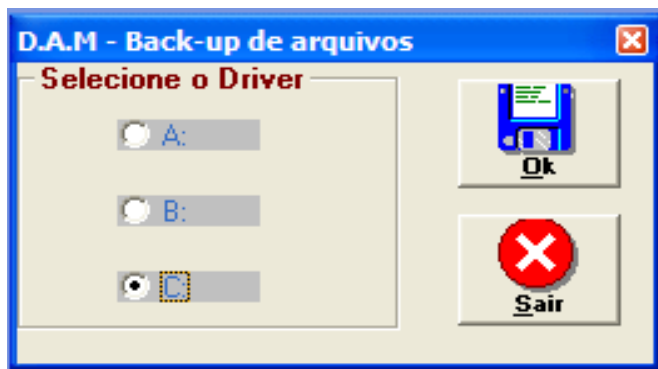 D.A.M - Back-up de arquivos
Selecione o Driver
A:
B:
C:
Ok
Sair